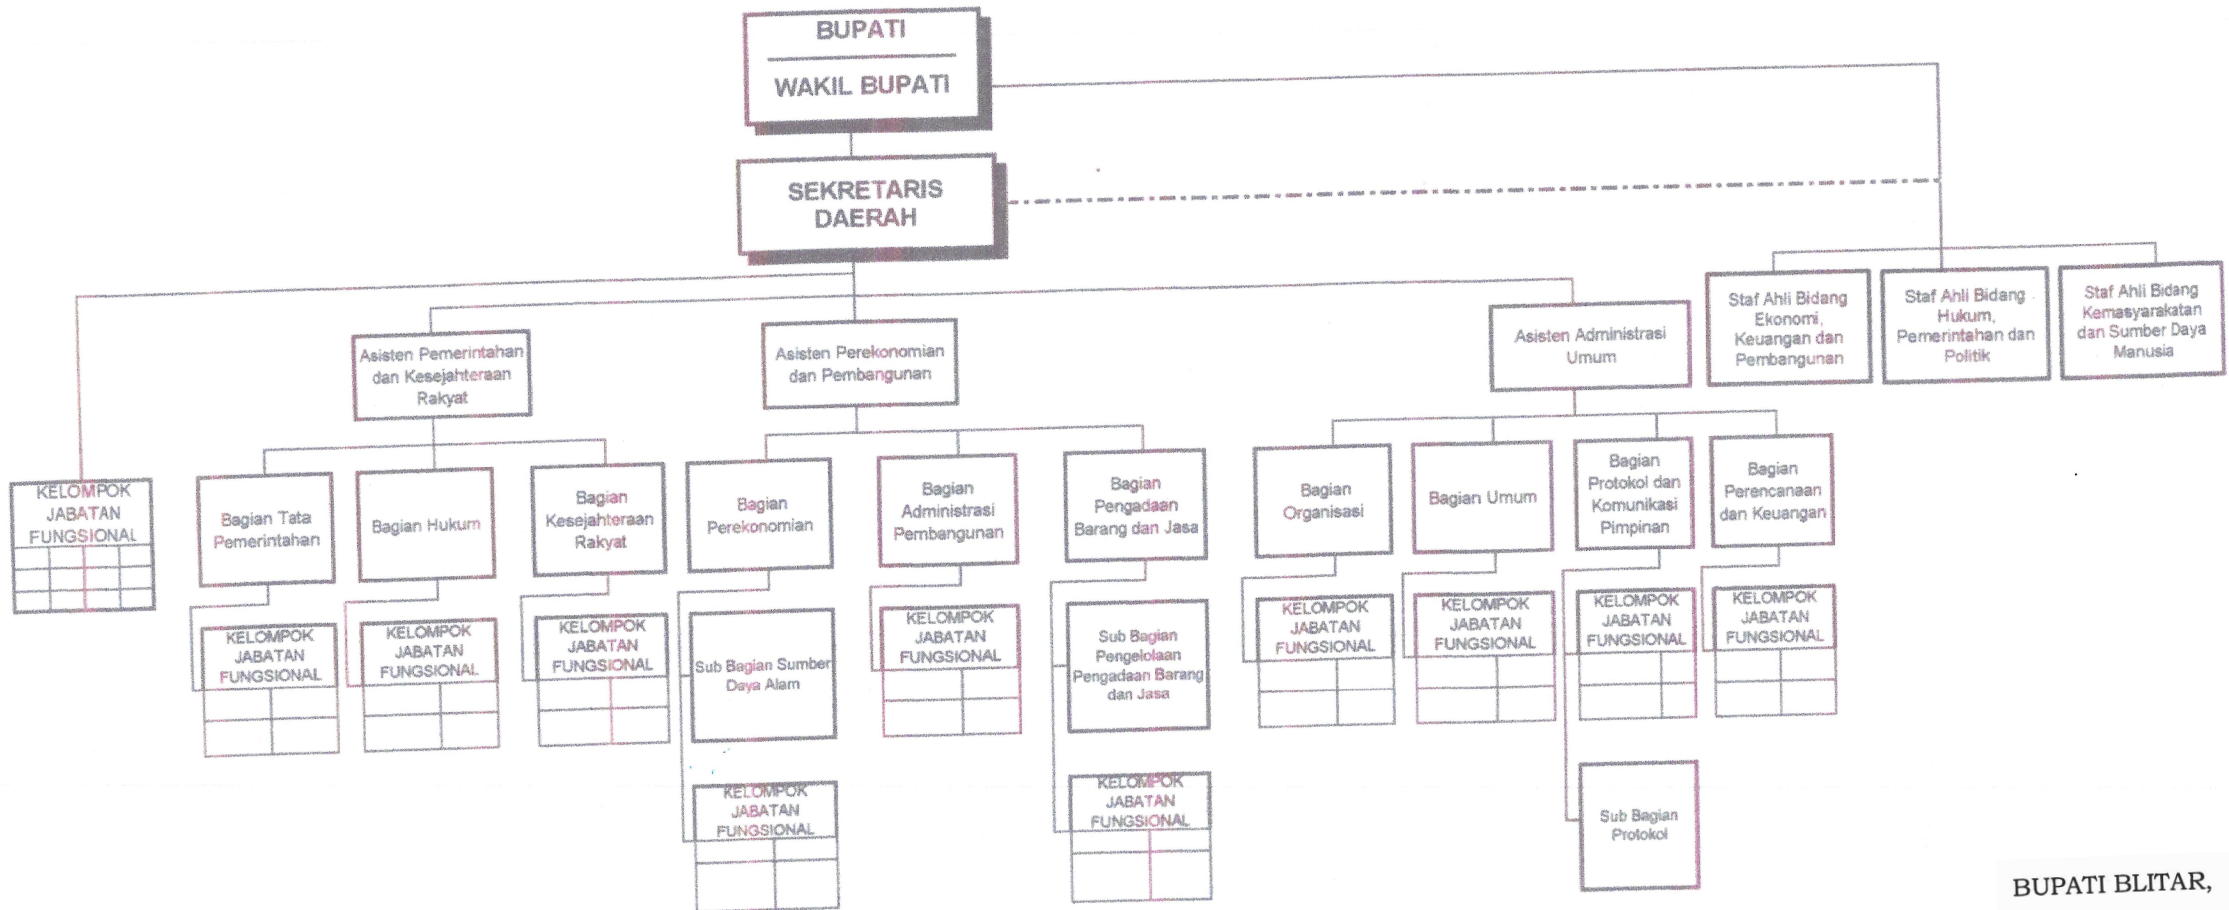 BUPATI
WAKIL BUPATI
SEKRETARIS
DAERAH
Staf Ahli Bidang
Ekonomi,
Keuangan dan
Pembangunan
Staf Ahli Bidang
Hukum,
Pemerintahan dan
Politik
Staf Ahli Bidang
Kemasyarakatan
dan Sumber Daya
Manusia
Asisten Pemerintahan
dan Kesejahteraan
Rakyat
Asisten Perekonomian
dan Pembangunan
Asisten Administrasi
Umum
KELOMPOK
JABATAN
FUNGSIONAL
Bagian Tata
Pemerintahan
Bagian Hukum
Bagian
Kesejahteraan
Rakyat
Bagian
Perekonomian
Bagian
Administrasi
Pembangunan
Bagian
Pengadaan
Barang dan Jasa
Bagian
Organisasi
Bagian Umum
Bagian
Protokol dan
Komunikasi
Pimpinan
Bagian
Perencanaan
dan Keuangan
KELOMPOK
JABATAN
FUNGSIONAL
KELOMPOK
JABATAN
FUNGSIONAL
KELOMPOK
JABATAN
FUNGSIONAL
Sub Bagian Sumber
Daya Alam
KELOMPOK
JABATAN
FUNGSIONAL
Sub Bagian
Pengelolaan
Pengadaan Barang
dan Jasa
KELOMPOK
JABATAN
FUNGSIONAL
KELOMPOK
JABATAN
FUNGSIONAL
KELOMPOK
JABATAN
FUNGSIONAL
KELOMPOK
JABATAN
FUNGSIONAL
KELOMPOK
JABATAN
FUNGSIONAL
KELOMPOK
JABATAN
FUNGSIONAL
Sub Bagian
Protokol
BUPATI BLITAR,